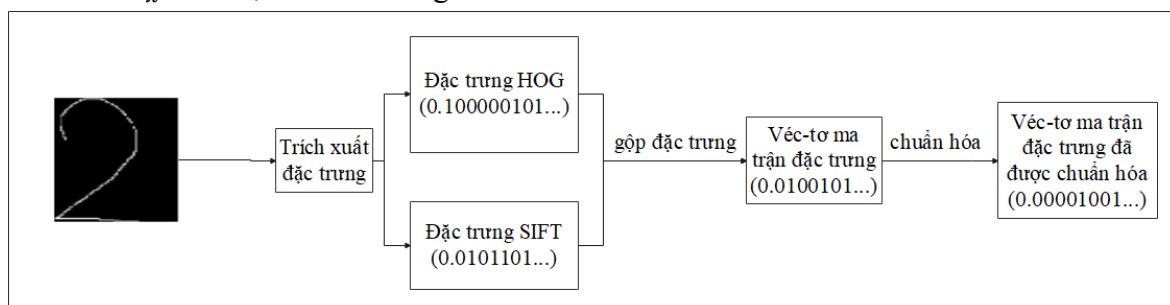 Trích xuất
đặc trưng
Đặc trưng HOG
(0.100000101...)
Đặc trưng SIFT
(0.0101101...)
gộp đặc trưng
Véc-tơ ma
trận đặc trưng
(0.0100101...)
chuẩn hóa
Véc-tơ ma trận
đặc trưng đã
được chuẩn hóa
(0.00001001...)